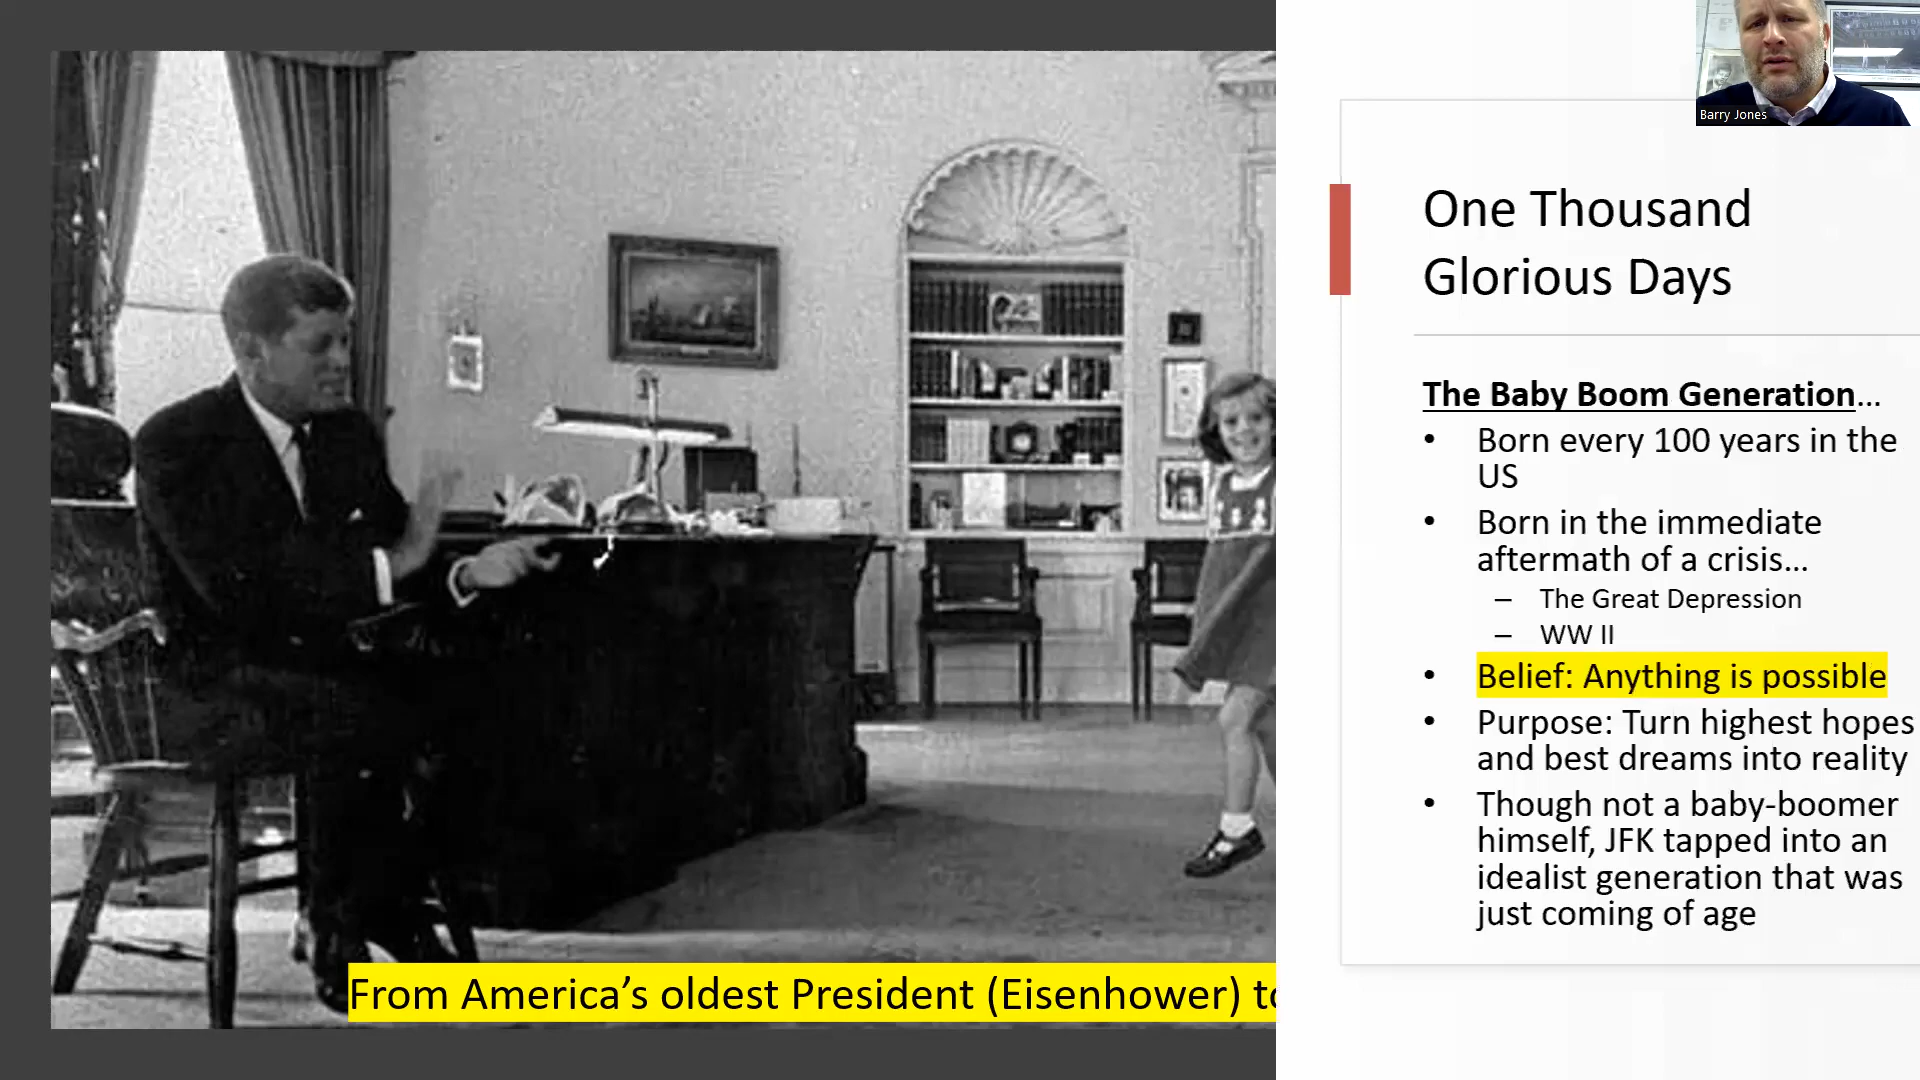 Barry Jones
One Thousand
Glorious Days
The Baby Boom Generation...
• Born every 100 years in the
US
• Born in the immediate
aftermath of a crisis...
– The Great Depression
– WW II
• Belief: Anything is possible
• Purpose: Turn highest hopes
and best dreams into reality
• Though not a baby-boomer
himself, JFK tapped into an
idealist generation that was
just coming of age
From America’s oldest President (Eisenhower) to